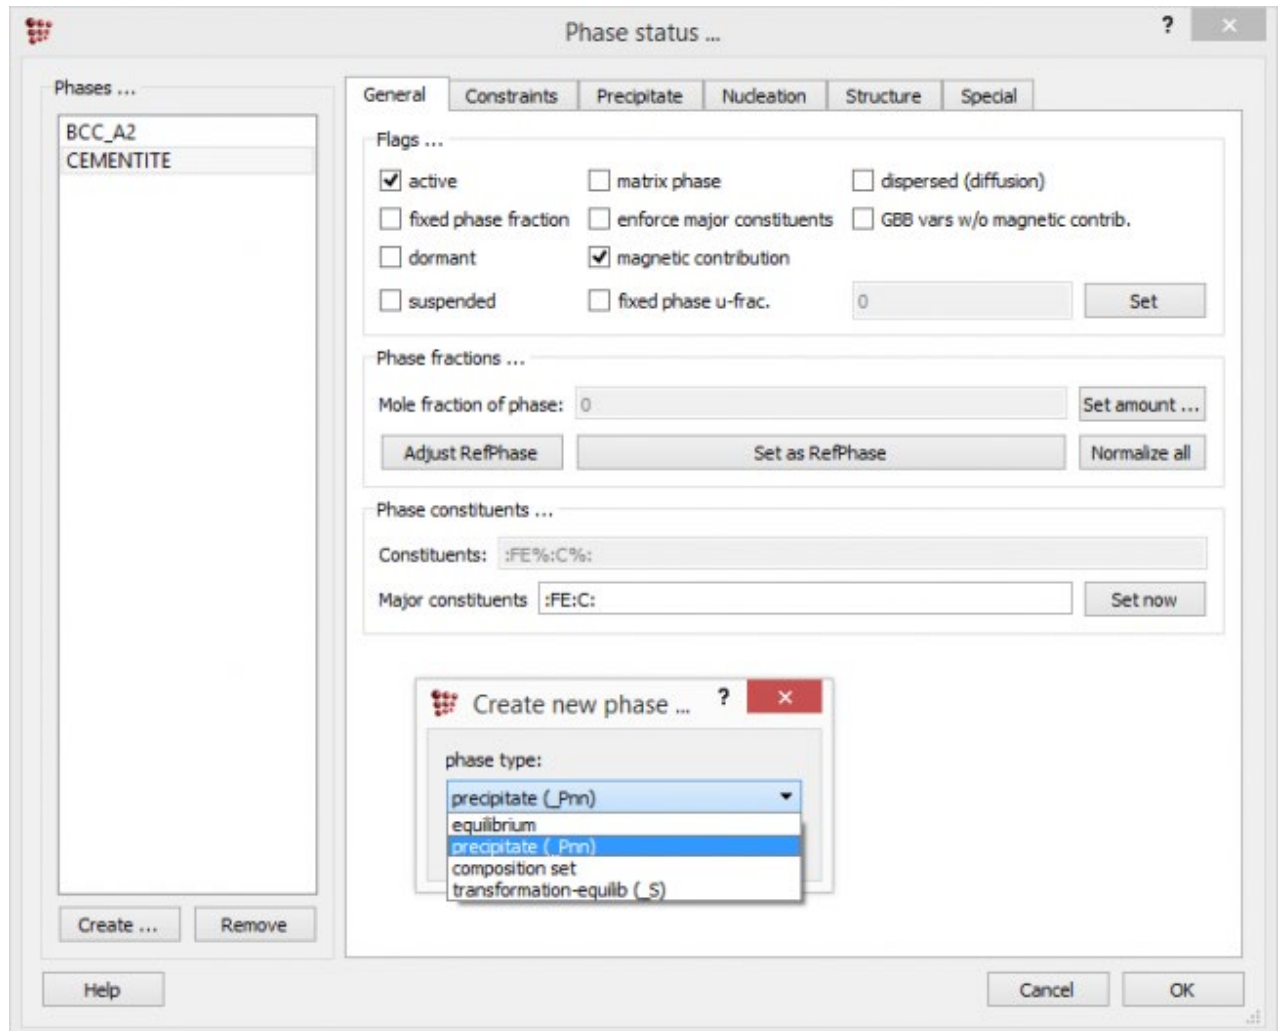 Phase status ...
?
Phases ...
BCC_A2
CEMENTITE
Create ...
Remove
General Constraints Precipitate Nucleation Structure Special
Flags ...
active matrix phase dispersed (diffusion)
fixed phase fraction enforce major constituents GBB vars w/o magnetic contrib.
dormant magnetic contribution
suspended fixed phase u-frac. 0 Set
Phase fractions ...
Mole fraction of phase: 0 Set amount ...
Adjust RefPhase Set as RefPhase Normalize all
Phase constituents ...
Constituents: :FE%:C%:
Major constituents :FE:C: Set now
Create new phase ... ?
phase type:
precipitate (_Pnn)
equilibrium
precipitate (_Pnn)
composition set
transformation-equilib (_S)
Help Cancel OK